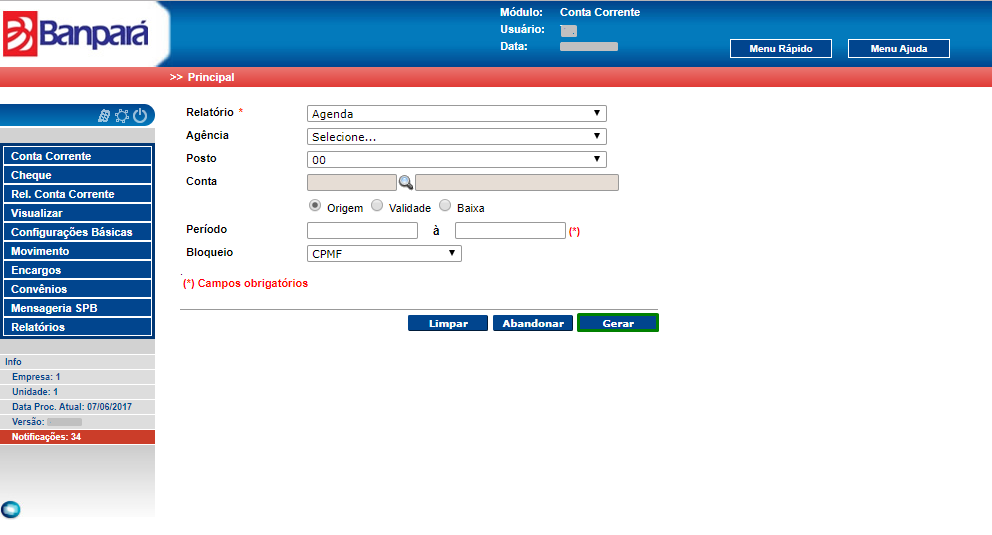 Banpará
Módulo: Conta Corrente
Usuário:
Data:
Menu Rápido Menu Ajuda
>> Principal
Conta Corrente
Cheque
Rel. Conta Corrente
Visualizar
Configurações Básicas
Movimento
Encargos
Convênios
Mensageria SPB
Relatórios
Info
Empresa: 1
Unidade: 1
Data Proc. Atual: 07/06/2017
Versão:
Notificações: 34
Relatório * Agenda
Agência Selecione...
Posto 00
Conta
Origem Validade Baixa
Período à (*)
Bloqueio CPMF
(*) Campos obrigatórios
Limpar Abandonar Gerar